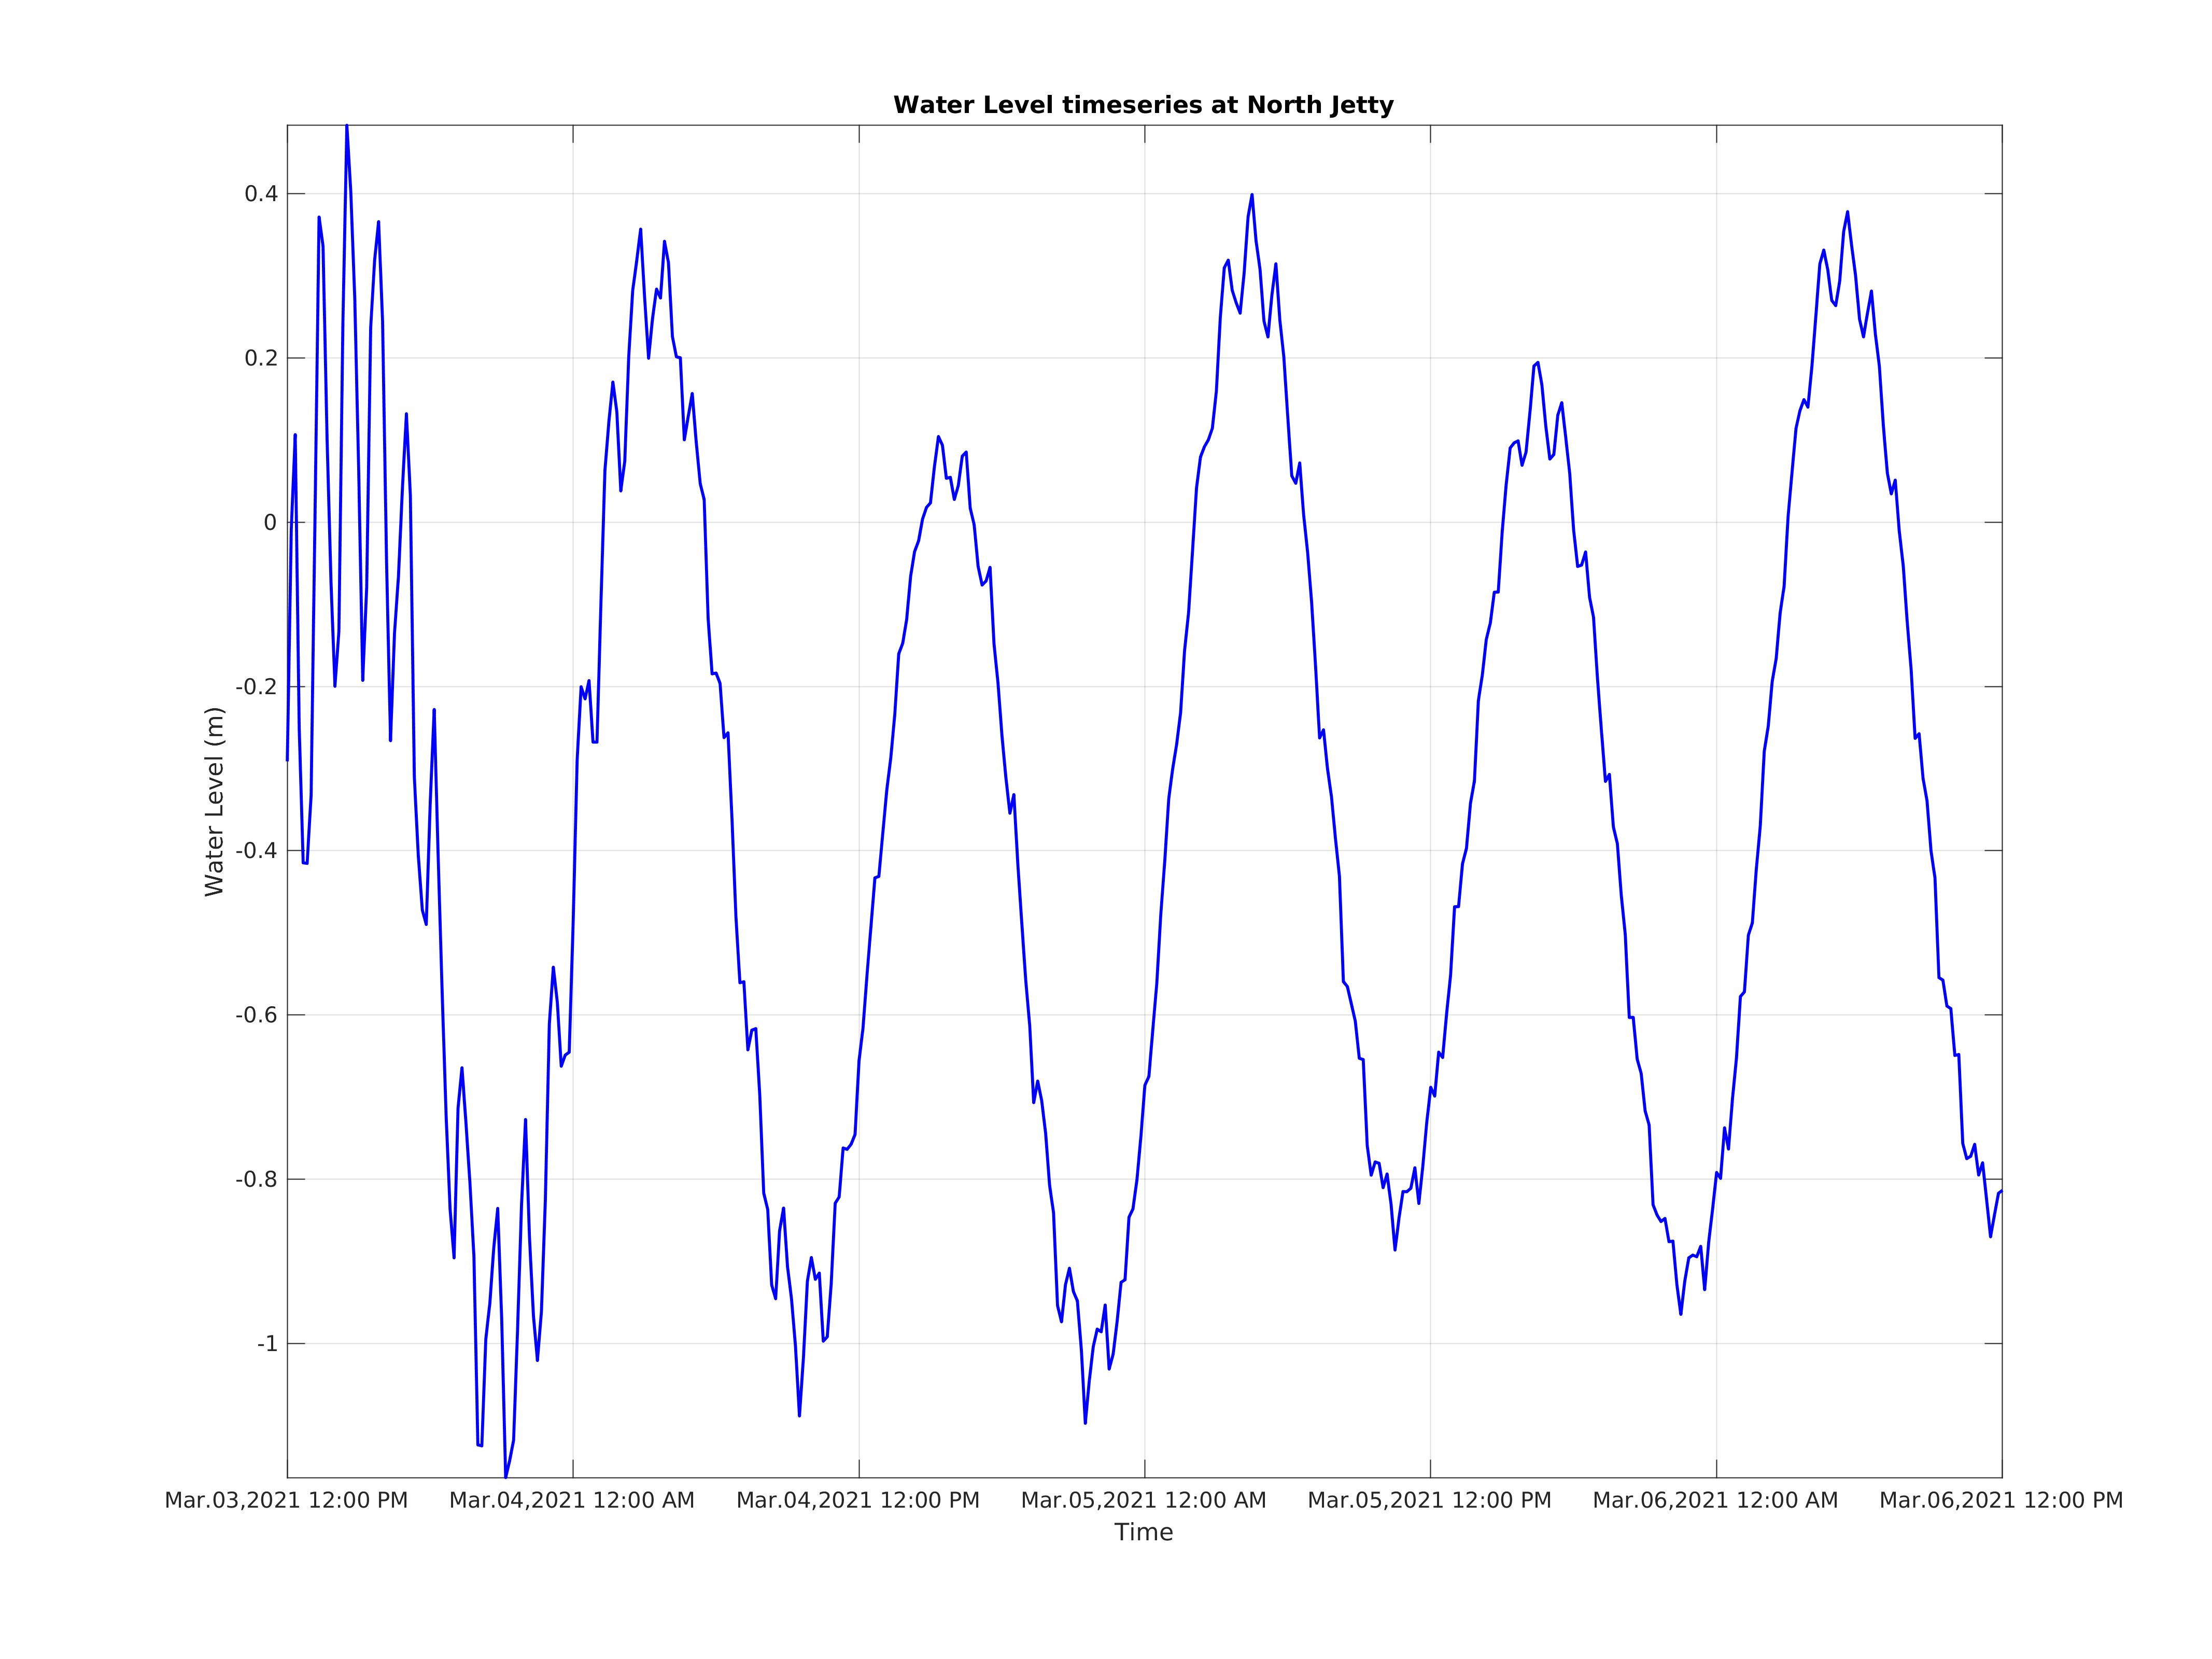 Water Level timeseries at North Jetty
0.4
0.2
0
-0.2
-0.4
-0.6
-0.8
-1
Water Level (m)
Mar.03,2021 12:00 PM Mar.04,2021 12:00 AM Mar.04,2021 12:00 PM Mar.05,2021 12:00 AM Mar.05,2021 12:00 PM Mar.06,2021 12:00 AM Mar.06,2021 12:00 PM
Time